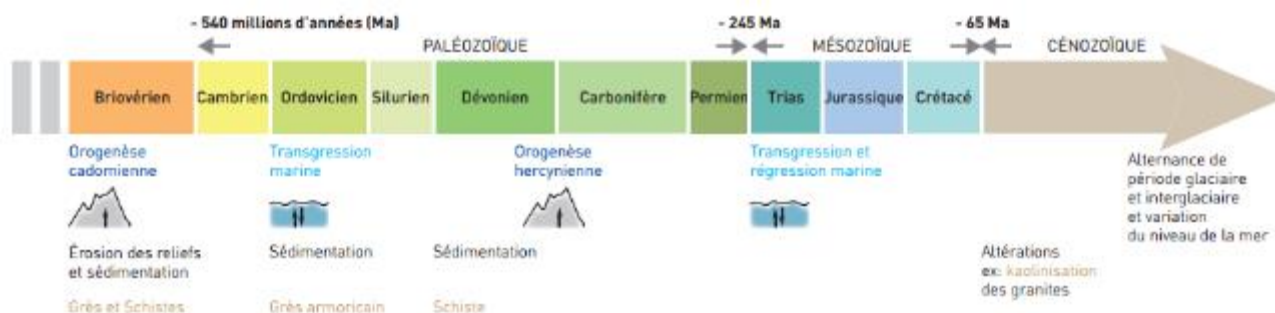 - 540 millions d'années (Ma)
- 245 Ma
- 65 Ma
PALÉOZOÏQUE
MÉSOZOÏQUE
CÉNOZOÏQUE
Briovérien
Cambrien
Ordovicien
Silurien
Dévonien
Carbonifère
Permien
Trias
Jurassique
Crétacé
Orogenèse
cadomienne
Transgression
marine
Orogenèse
hercynienne
Transgression et
régression marine
Alternance de
période glaciaire
et interglaciaire
et variation
du niveau de la mer
Érosion des reliefs
et sédimentation
Sédimentation
Sédimentation
Altérations
ex: kaolinisation
des granites
Grès et Schistes
Grès armoricain
Schiste